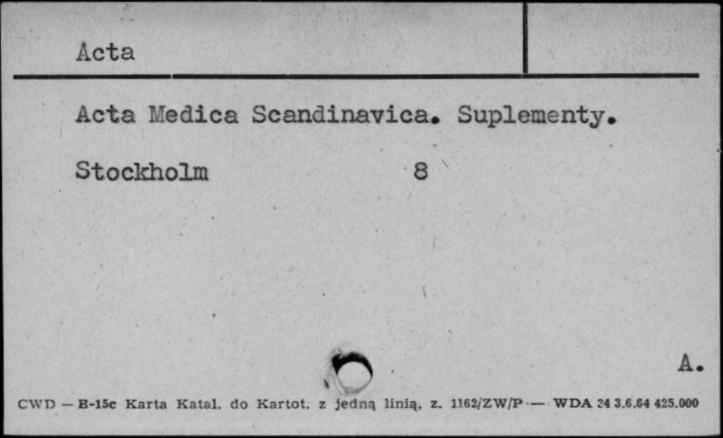 Acta
Acta Medica Scandinavica. Suplementy.
Stockholm 8
A.
CWD — B-15c Karta Katal. do Kartot. z jedną linią, z. 1162/ZW/P — WDA 24 3.6.64 425.000